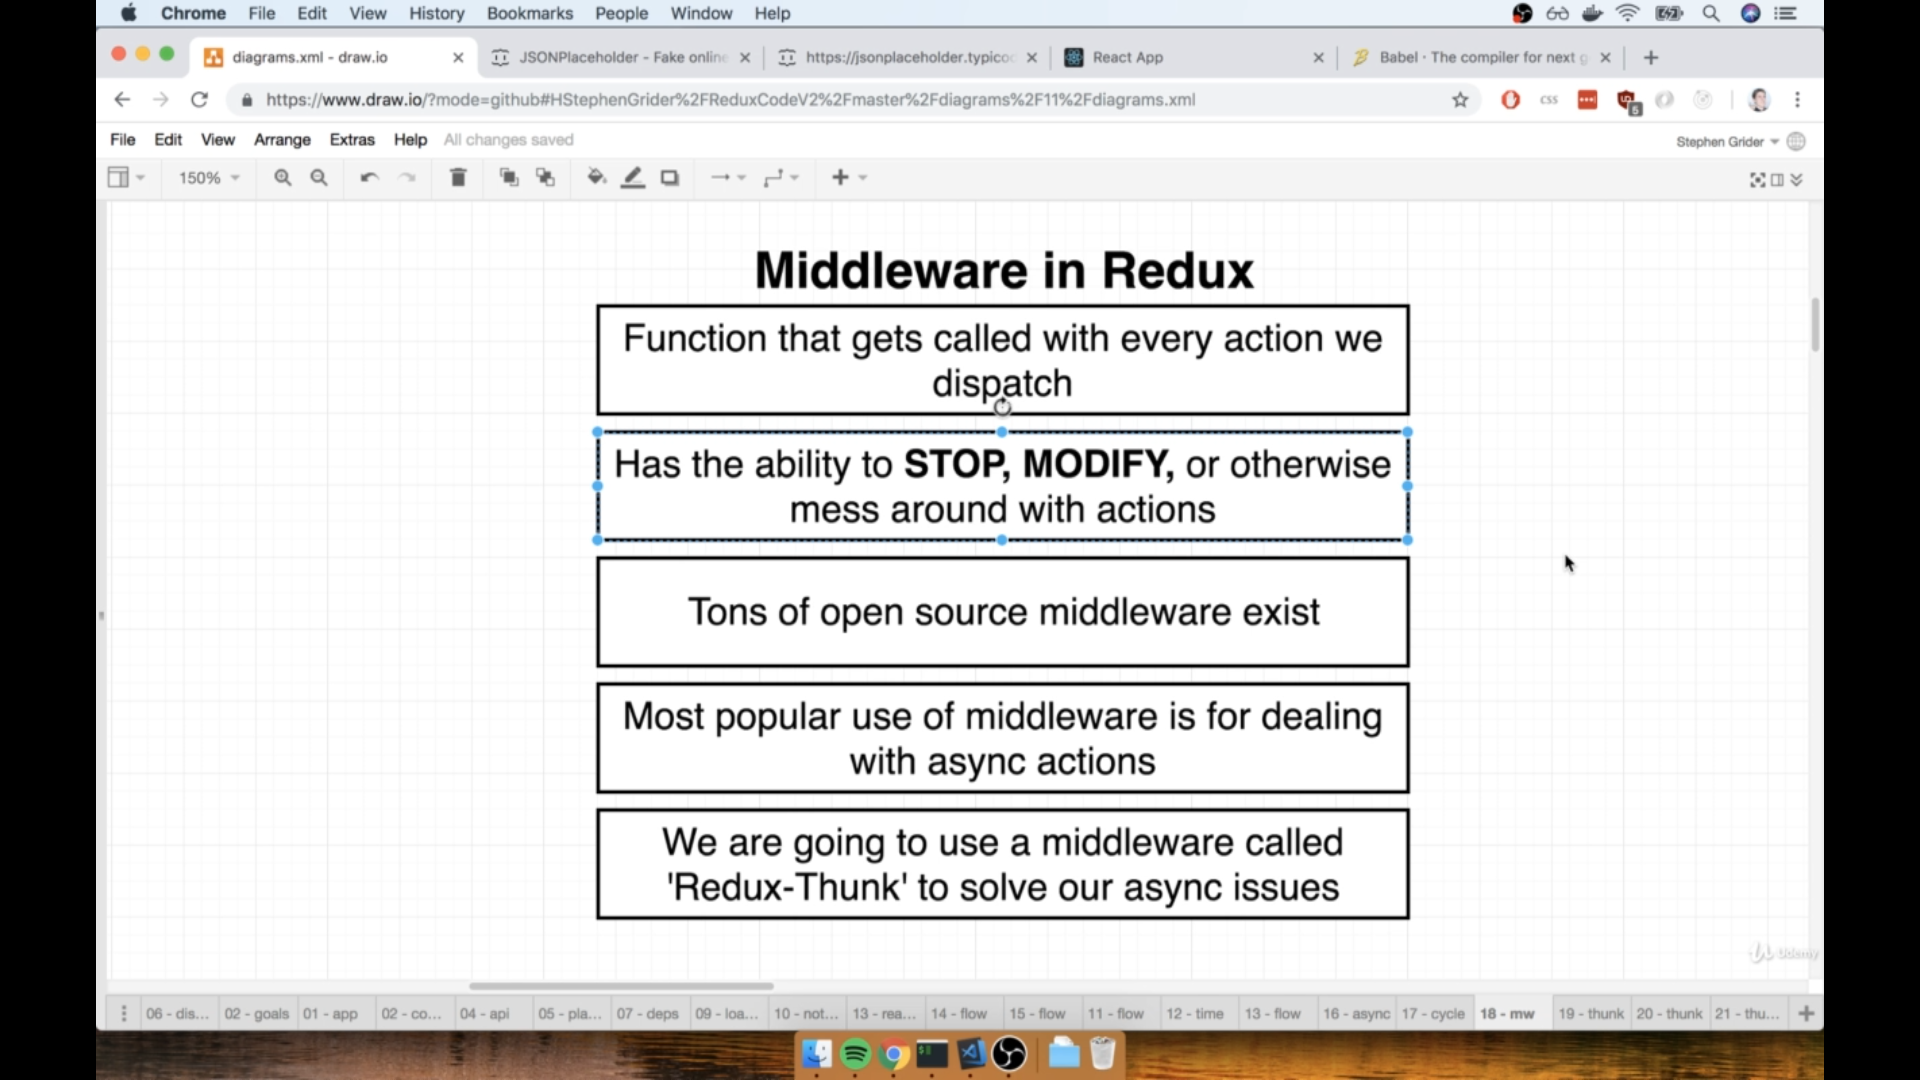 Chrome File Edit View History Bookmarks People Window Help
diagrams.xml - draw.io
JSONPlaceholder - Fake online
https://jsonplaceholder.typico
React App
Babel · The compiler for next g
https://www.draw.io/?mode=github#HStephenGrider%2FReduxCodeV2%2Fmaster%2Fdiagrams%2F11%2Fdiagrams.xml
CSS
6
File Edit View Arrange Extras Help All changes saved
Stephen Grider
150%
Middleware in Redux
Function that gets called with every action we
dispatch
Has the ability to STOP, MODIFY, or otherwise
mess around with actions
Tons of open source middleware exist
Most popular use of middleware is for dealing
with async actions
We are going to use a middleware called
'Redux-Thunk' to solve our async issues
Udemy
06 - dis... 02 - goals 01 - app 02 - co... 04 - api 05 - pla... 07 - deps 09 - loa... 10 - not... 13 - rea... 14 - flow 15 - flow 11 - flow 12 - time 13 - flow 16 - async 17 - cycle 18 - mw 19 - thunk 20 - thunk 21 - thu...